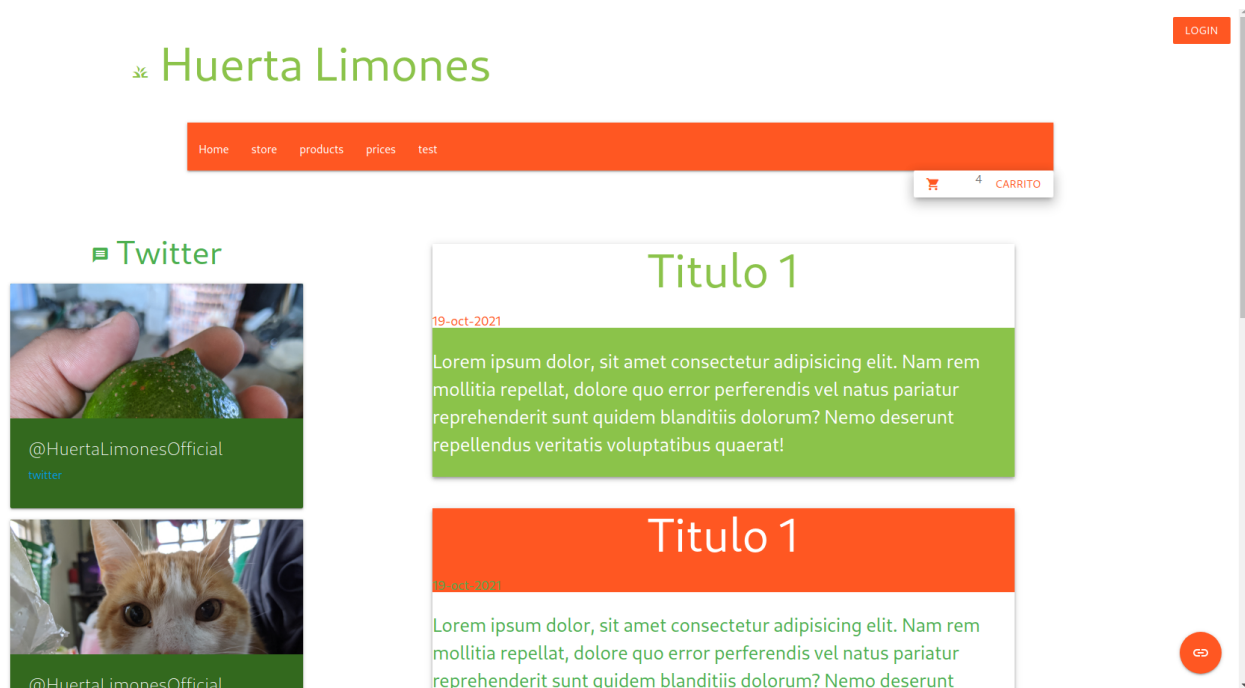 LOGIN
Huerta Limones
Home store products prices test
4 CARRITO
Twitter
@HuertaLimonesOfficial
twitter
@HuertaLimonesOfficial
Titulo 1
19-oct-2021
Lorem ipsum dolor, sit amet consectetur adipisicing elit. Nam rem
mollitia repellat, dolore quo error perferendis vel natus pariatur
reprehenderit sunt quidem blanditiis dolorum? Nemo deserunt
repellendus veritatis voluptatibus quaerat!
Titulo 1
19-oct-2021
Lorem ipsum dolor, sit amet consectetur adipisicing elit. Nam rem
mollitia repellat, dolore quo error perferendis vel natus pariatur
reprehenderit sunt quidem blanditiis dolorum? Nemo deserunt